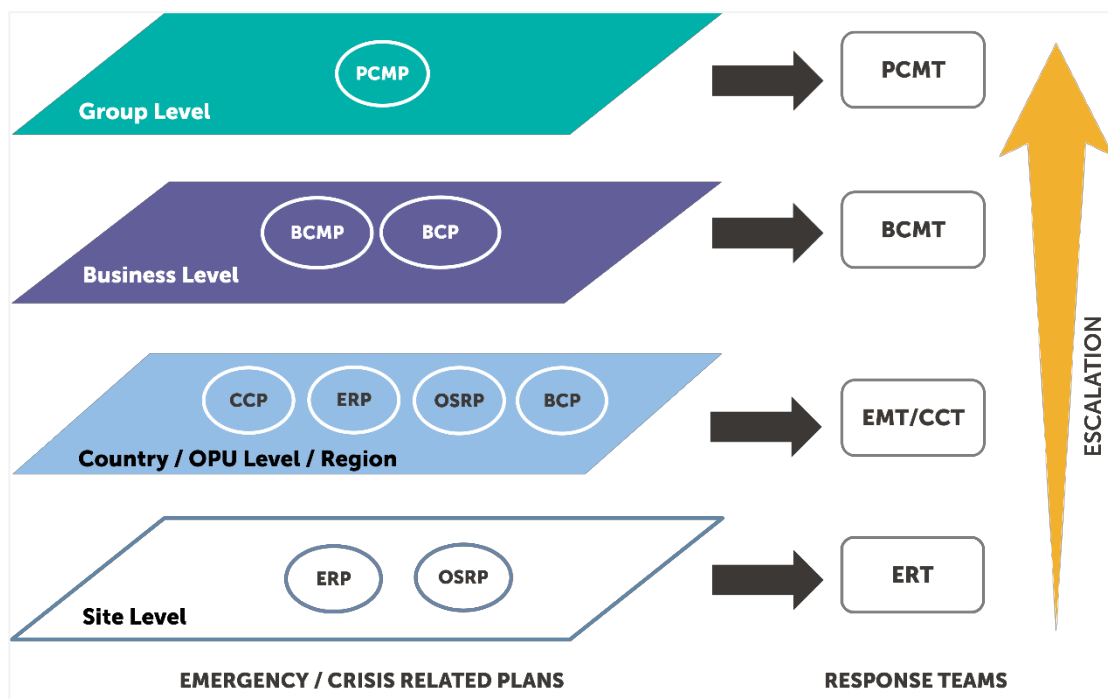 PCMP
Group Level
PCMT
BCMP
BCP
Business Level
BCMT
CCP
ERP
OSRP
BCP
Country / OPU Level / Region
EMT/CCT
ERP
OSRP
Site Level
ERT
ESCALATION
EMERGENCY / CRISIS RELATED PLANS
RESPONSE TEAMS